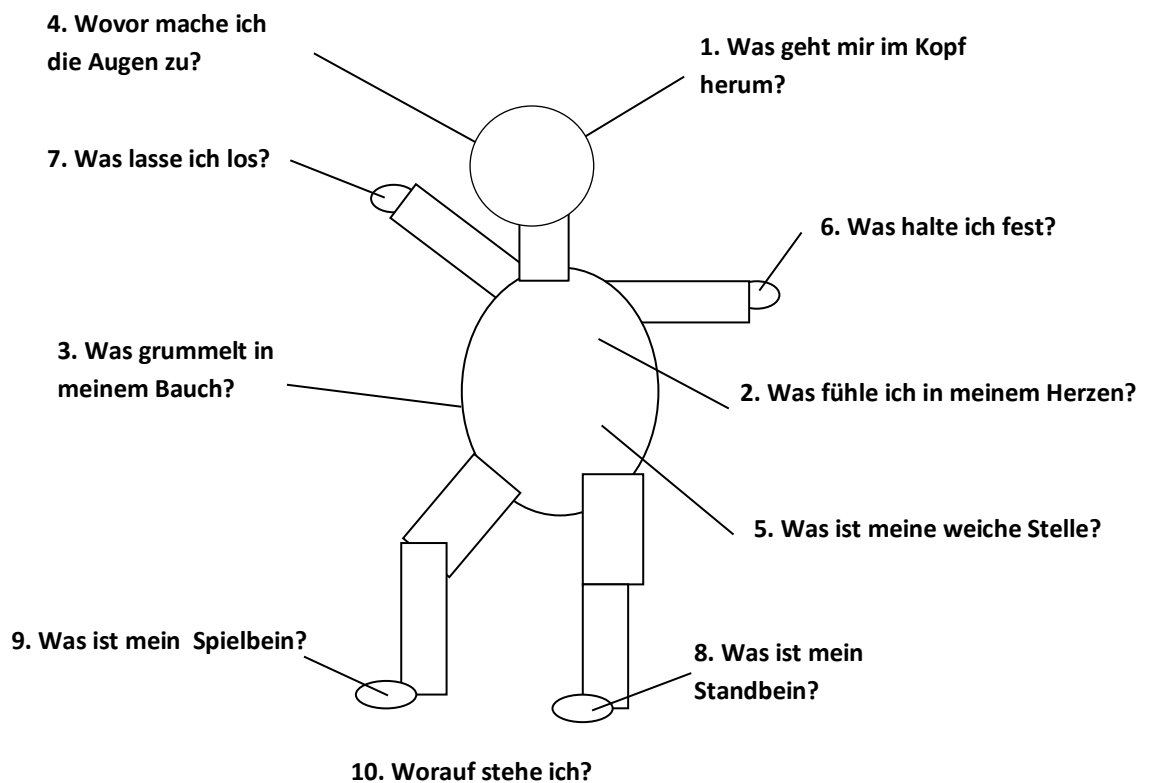 4. Wovor mache ich
die Augen zu?
1. Was geht mir im Kopf
herum?
7. Was lasse ich los?
6. Was halte ich fest?
3. Was grummelt in
meinem Bauch?
2. Was fühle ich in meinem Herzen?
5. Was ist meine weiche Stelle?
9. Was ist mein  Spielbein?
8. Was ist mein
Standbein?
10. Worauf stehe ich?